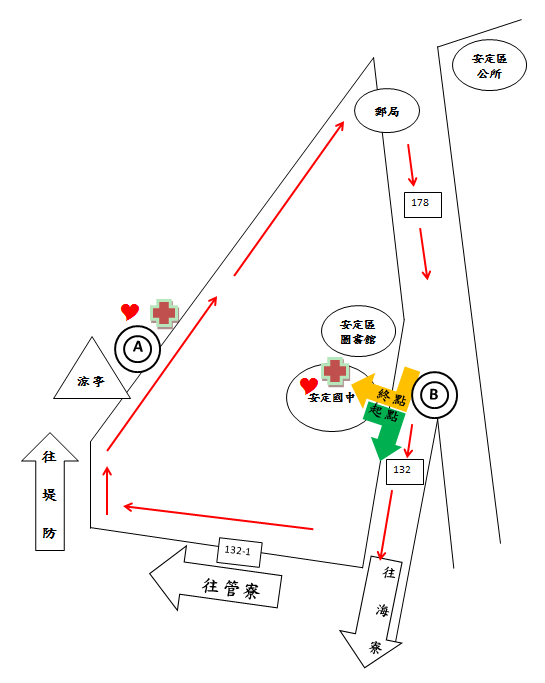 安定區
公所
郵局
178
A
涼亭
安定區
圖書館
安定國中
終點
起點
B
往
堤
防
132
132-1
往管寮
往
海
寮